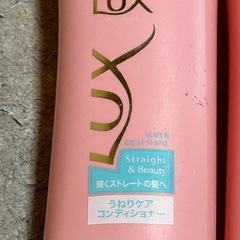 LUX
LUX
SUPER
RICH SHINE
Straight
& Beauty
輝くストレートの髪へ
うねりケア
コンディショナー